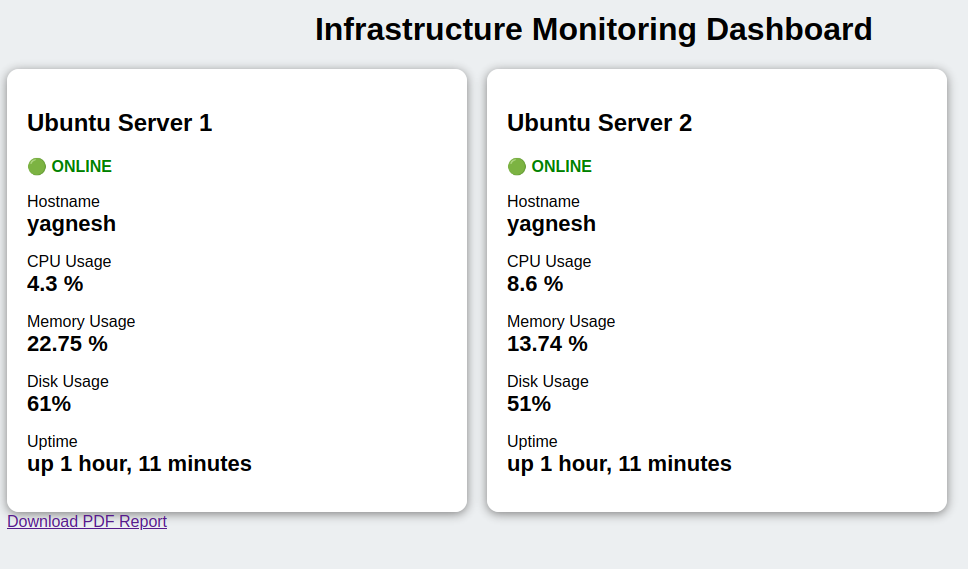 Infrastructure Monitoring Dashboard
Ubuntu Server 1
ONLINE
Hostname
yagnesh
CPU Usage
4.3 %
Memory Usage
22.75 %
Disk Usage
61%
Uptime
up 1 hour, 11 minutes
Ubuntu Server 2
ONLINE
Hostname
yagnesh
CPU Usage
8.6 %
Memory Usage
13.74 %
Disk Usage
51%
Uptime
up 1 hour, 11 minutes
Download PDF Report